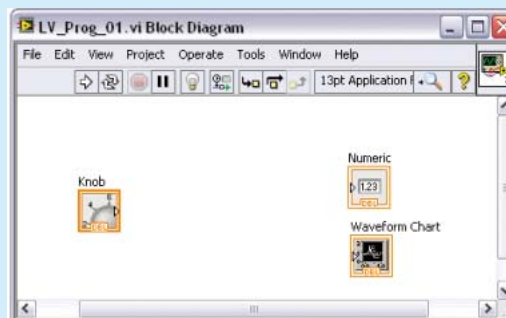 LV_Prog_01.vi Block Diagram
File Edit View Project Operate Tools Window Help
13pt Application F
Knob
DBL
Numeric
1.23
DBL
Waveform Chart
DBL